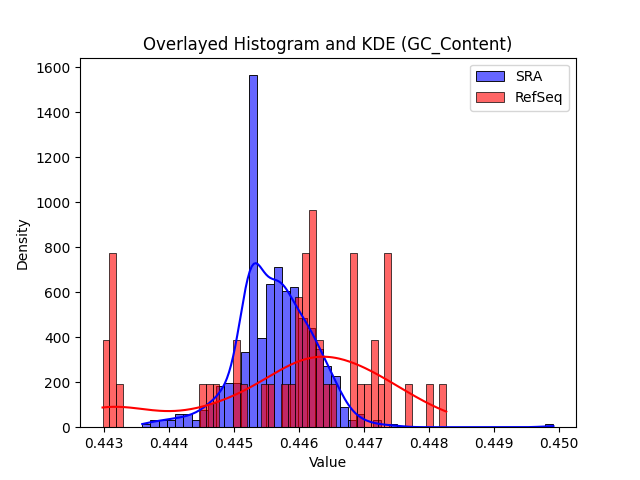 Overlayed Histogram and KDE (GC_Content)
SRA
RefSeq
Density
1600
1400
1200
1000
800
600
400
200
0
0.443 0.444 0.445 0.446 0.447 0.448 0.449 0.450
Value